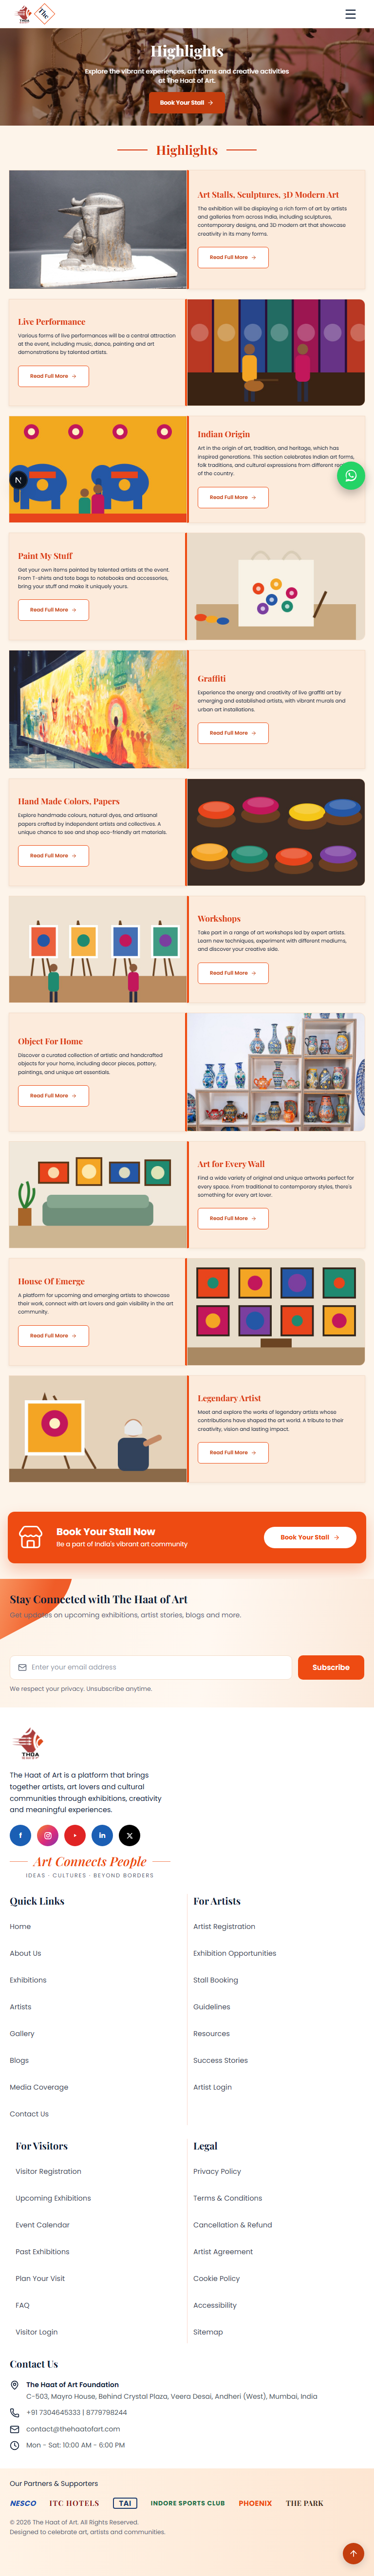 THOA
The
Highlights
Explore the vibrant experiences, art forms and creative activities
at The Haat of Art.
Book Your Stall →
Highlights
Art Stalls, Sculptures, 3D Modern Art
The exhibition will be displaying a rich form of art by artists
and galleries from across India, including sculptures,
contemporary designs, and 3D modern art that showcase
creativity in its many forms.
Read Full More →
Live Performance
Various forms of live performances will be a central attraction
at the event, including music, dance, painting and art
demonstrations by talented artists.
Read Full More →
Indian Origin
Art in the origin of art, tradition, and heritage, which has
inspired generations. This section celebrates Indian art forms,
folk traditions, and cultural expressions from different
of the country.
Read Full More →
N
Paint My Stuff
Get your own items painted by talented artists at the event.
From T-shirts and tote bags to notebooks and accessories,
bring your stuff and make it uniquely yours.
Read Full More →
Graffiti
Experience the energy and creativity of live graffiti art by
emerging and established artists, with vibrant murals and
urban art installations.
Read Full More →
Hand Made Colors, Papers
Explore handmade colours, natural dyes, and artisanal
papers crafted by independent artists and collectives. A
unique chance to see and shop eco-friendly art materials.
Read Full More →
Workshops
Take part in a range of art workshops led by expert artists.
Learn new techniques, experiment with different mediums,
and discover your creative side.
Read Full More →
Object For Home
Discover a curated collection of artistic and handcrafted
objects for your home, including decor pieces, pottery,
paintings, and unique art essentials.
Read Full More →
Art for Every Wall
Find a wide variety of original and unique artworks perfect for
every space. From traditional to contemporary styles, there's
something for every art lover.
Read Full More →
House Of Emerge
A platform for upcoming and emerging artists to showcase
their work, connect with art lovers and gain visibility in the art
community.
Read Full More →
Legendary Artist
Meet and explore the works of legendary artists whose
contributions have shaped the art world. A tribute to their
creativity, vision and lasting impact.
Read Full More →
Book Your Stall Now
Be a part of India's vibrant art community
Book Your Stall →
Stay Connected with The Haat of Art
Get updates on upcoming exhibitions, artist stories, blogs and more.
Enter your email address
Subscribe
We respect your privacy. Unsubscribe anytime.
THOA
The Haat of Art is a platform that brings
together artists, art lovers and cultural
communities through exhibitions, creativity
and meaningful experiences.
Art Connects People
IDEAS · CULTURES · BEYOND BORDERS
Quick Links
Home
About Us
Exhibitions
Artists
Gallery
Blogs
Media Coverage
Contact Us
For Artists
Artist Registration
Exhibition Opportunities
Stall Booking
Guidelines
Resources
Success Stories
Artist Login
For Visitors
Visitor Registration
Upcoming Exhibitions
Event Calendar
Past Exhibitions
Plan Your Visit
FAQ
Visitor Login
Legal
Privacy Policy
Terms & Conditions
Cancellation & Refund
Artist Agreement
Cookie Policy
Accessibility
Sitemap
Contact Us
The Haat of Art Foundation
C-503, Mayro House, Behind Crystal Plaza, Veera Desai, Andheri (West), Mumbai, India
+91 7304645333 | 8779798244
contact@thehaatofart.com
Mon - Sat: 10:00 AM - 6:00 PM
Our Partners & Supporters
NESCO ITC HOTELS TAI INDORE SPORTS CLUB PHOENIX THE PARK
© 2026 The Haat of Art. All Rights Reserved.
Designed to celebrate art, artists and communities.